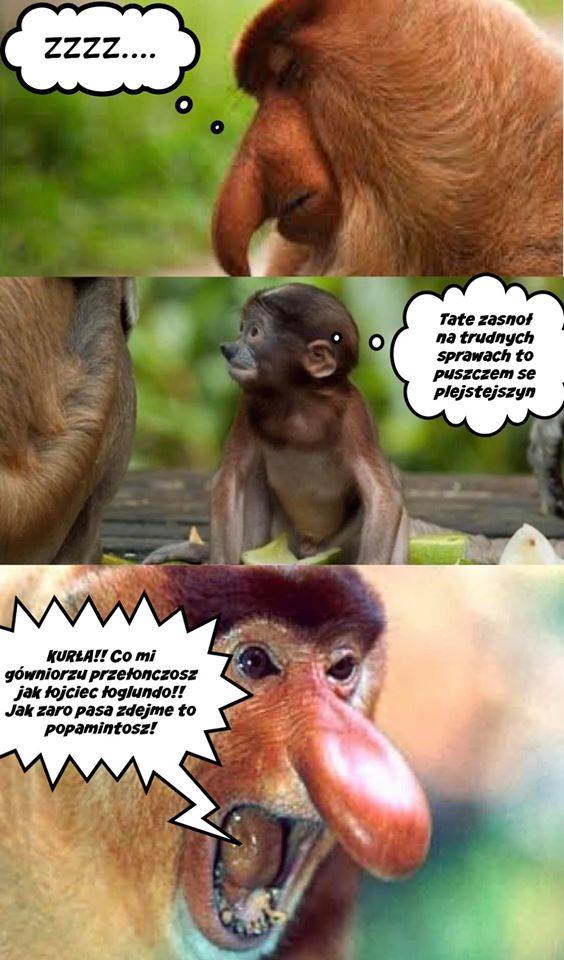 ZZZZ....
Tate zasnoł
na trudnych
sprawach to
puszczem se
plejstejszyn
KURŁA!! Co mi
gówniorzu przełonczosz
jak łojciec łoglundo!!
Jak zaro pasa zdejme to
popamintosz!